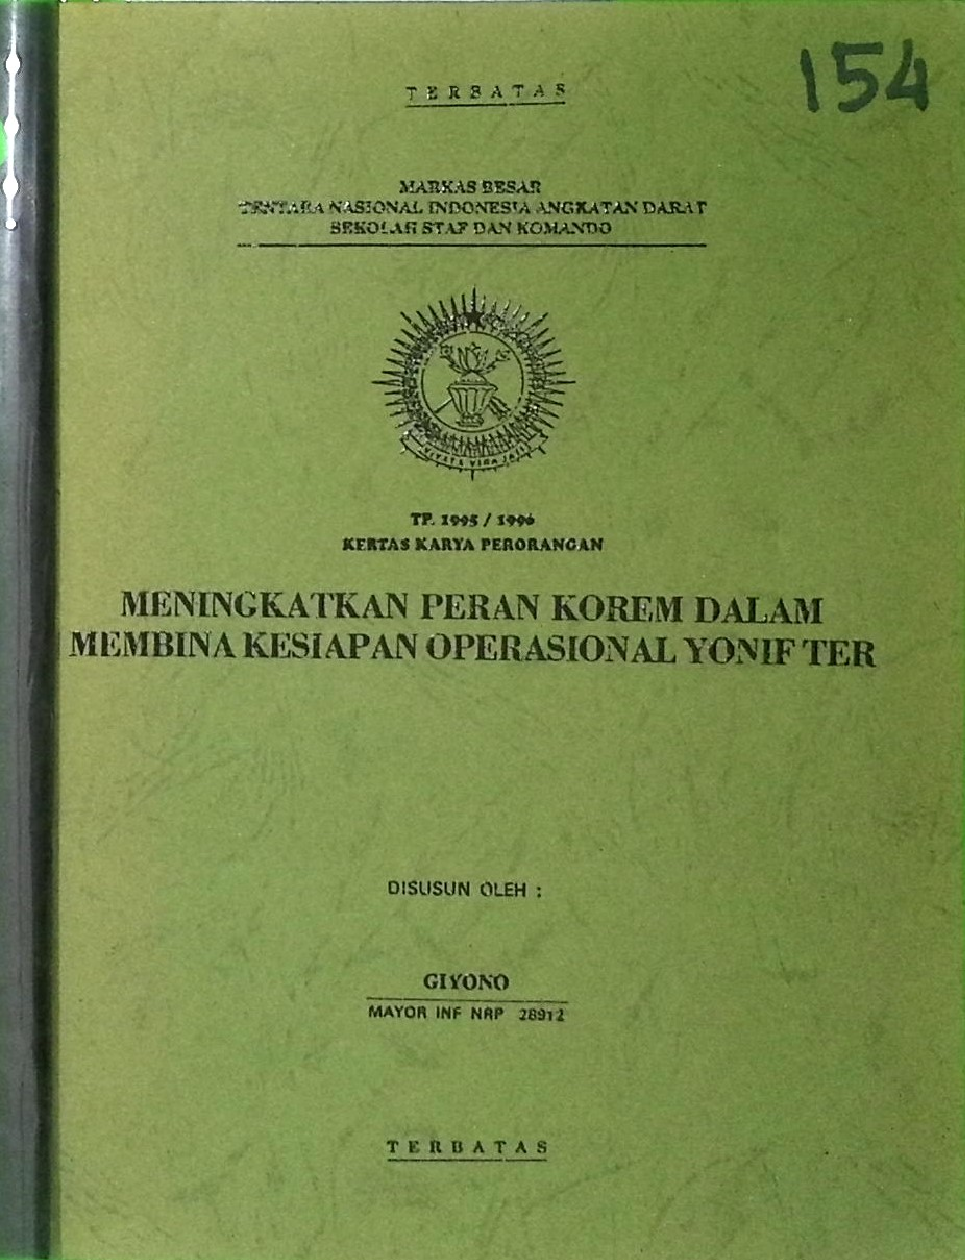 154
TERBATAS
MARKAS BESAR
TENTARA NASIONAL INDONESIA ANGKATAN DARAT
SEKOLAH STAF DAN KOMANDO
TP. 1995 / 1996
KERTAS KARYA PERORANGAN
MENINGKATKAN PERAN KOREM DALAM
MEMBINA KESIAPAN OPERASIONAL YONIF TER
DISUSUN OLEH :
GIYONO
MAYOR INF NRP 28912
TERBATAS